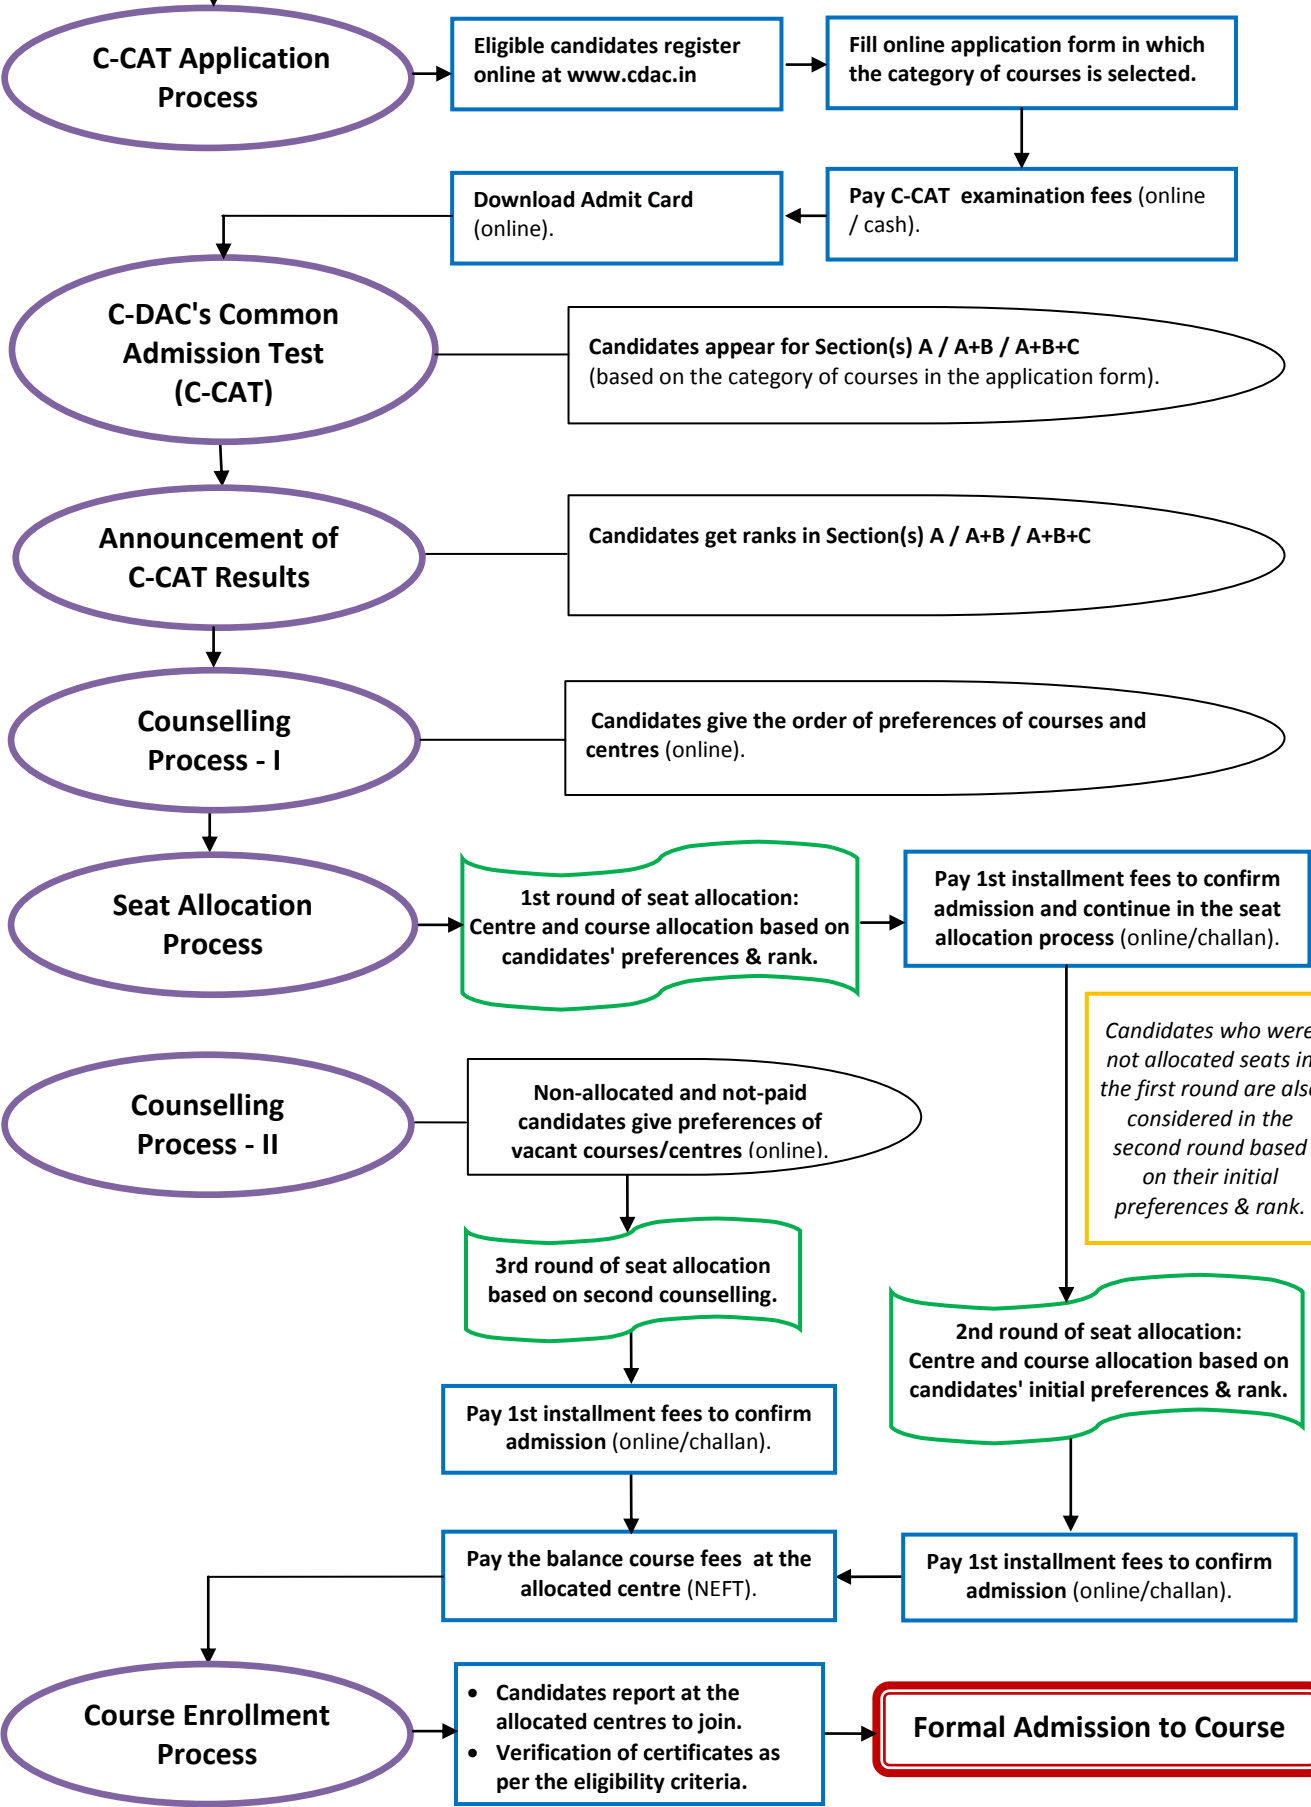 C-CAT Application
Process
Eligible candidates register
online at www.cdac.in
Fill online application form in which
the category of courses is selected.
Download Admit Card
(online).
Pay C-CAT  examination fees (online
/ cash).
C-DAC's Common
Admission Test
(C-CAT)
Candidates appear for Section(s) A / A+B / A+B+C
(based on the category of courses in the application form).
Announcement of
C-CAT Results
Candidates get ranks in Section(s) A / A+B / A+B+C
Counselling
Process - I
Candidates give the order of preferences of courses and
centres (online).
Seat Allocation
Process
1st round of seat allocation:
Centre and course allocation based on
candidates' preferences & rank.
Pay 1st installment fees to confirm
admission and continue in the seat
allocation process (online/challan).
Candidates who were
not allocated seats in
the first round are also
considered in the
second round based
on their initial
preferences & rank.
Counselling
Process - II
Non-allocated and not-paid
candidates give preferences of
vacant courses/centres (online).
3rd round of seat allocation
based on second counselling.
2nd round of seat allocation:
Centre and course allocation based on
candidates' initial preferences & rank.
Pay 1st installment fees to confirm
admission (online/challan).
Pay the balance course fees  at the
allocated centre (NEFT).
Pay 1st installment fees to confirm
admission (online/challan).
Course Enrollment
Process
• Candidates report at the
allocated centres to join.
• Verification of certificates as
per the eligibility criteria.
Formal Admission to Course